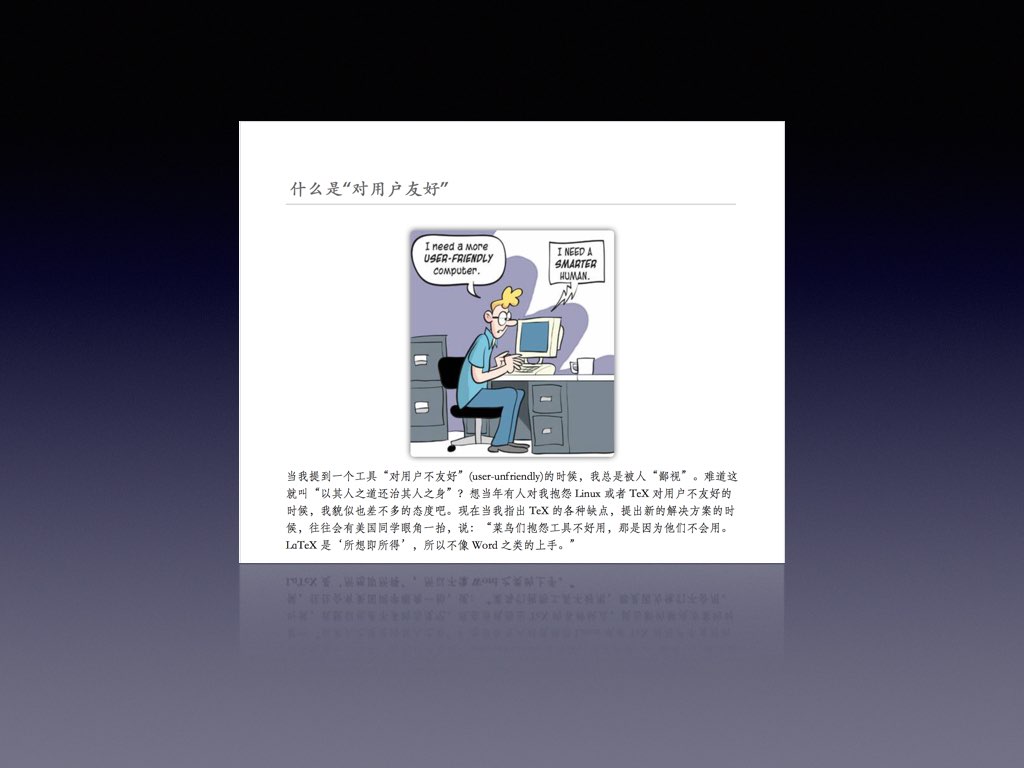 什么是“对用户友好”
I need a more
USER-FRIENDLY
computer.
I NEED A
SMARTER
HUMAN.
当我提到一个工具“对用户不友好”(user-unfriendly)的时候，我总是被人“鄙视”。难道这
就叫“以其人之道还治其人之身”？想当年有人对我抱怨 Linux 或者 TeX 对用户不友好的
时候，我貌似也差不多的态度吧。现在当我指出 TeX 的各种缺点，提出新的解决方案的时
候，往往会有美国同学眼角一抬，说：“菜鸟们抱怨工具不好用，那是因为他们不会用。
LaTeX 是‘所想即所得’，所以不像 Word 之类的上手。”